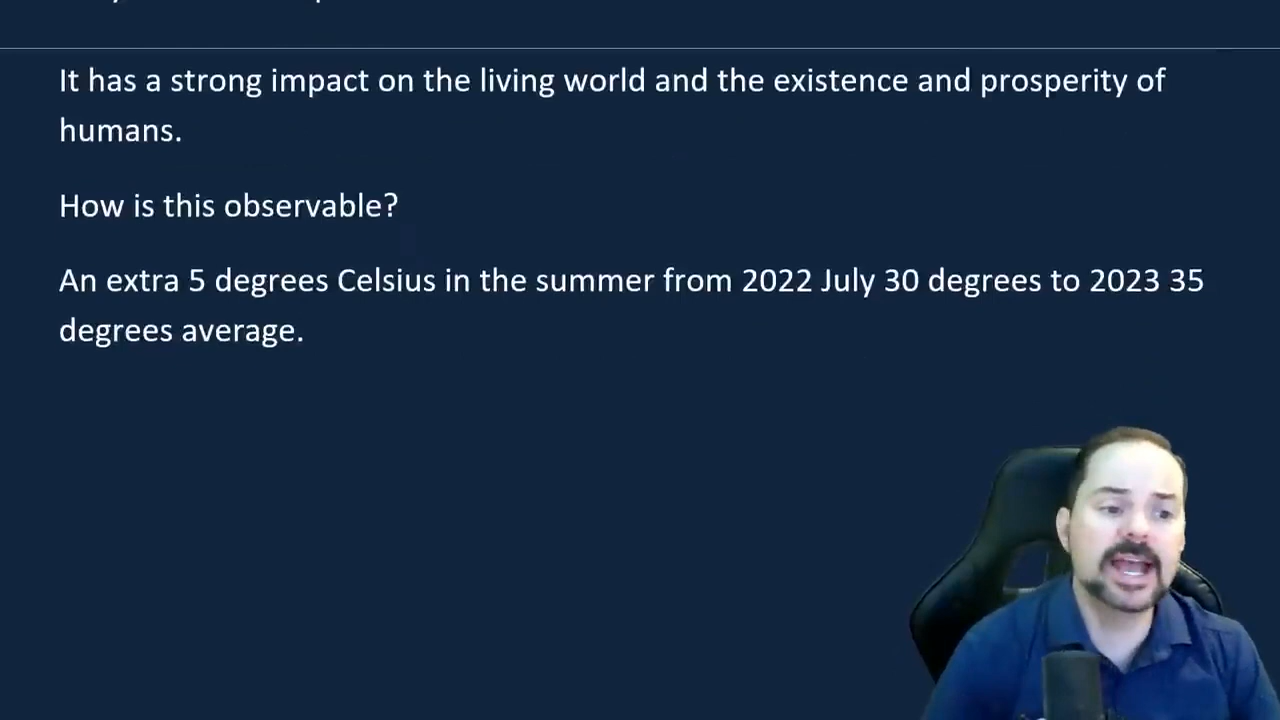 It has a strong impact on the living world and the existence and prosperity of
humans.
How is this observable?
An extra 5 degrees Celsius in the summer from 2022 July 30 degrees to 2023 35
degrees average.